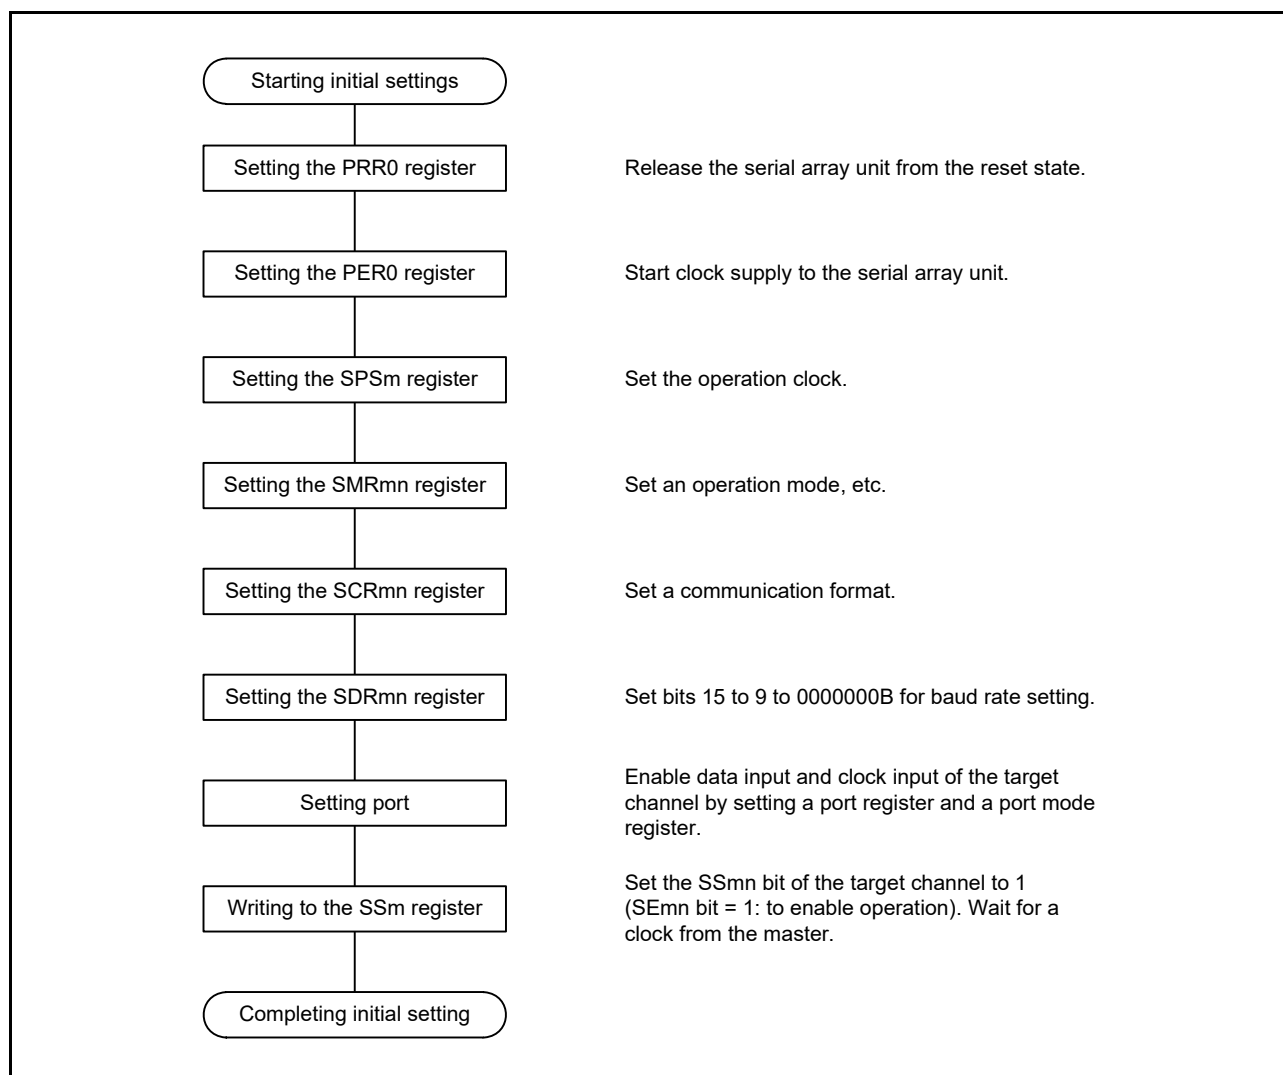 Starting initial settings
Setting the PRR0 register
Release the serial array unit from the reset state.
Setting the PER0 register
Start clock supply to the serial array unit.
Setting the SPSm register
Set the operation clock.
Setting the SMRmn register
Set an operation mode, etc.
Setting the SCRmn register
Set a communication format.
Setting the SDRmn register
Set bits 15 to 9 to 0000000B for baud rate setting.
Setting port
Enable data input and clock input of the target
channel by setting a port register and a port mode
register.
Writing to the SSm register
Set the SSmn bit of the target channel to 1
(SEmn bit = 1: to enable operation). Wait for a
clock from the master.
Completing initial setting